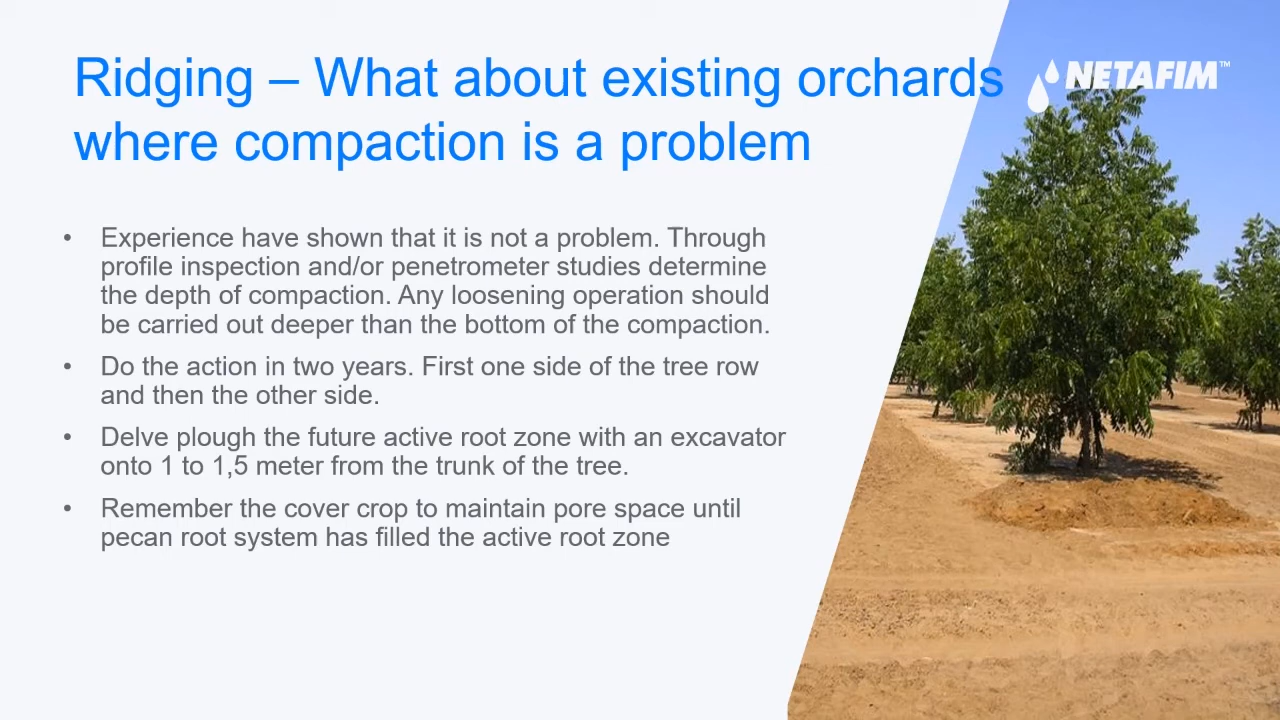 Ridging – What about existing orchards
where compaction is a problem
NETAFIM™
• Experience have shown that it is not a problem. Through
profile inspection and/or penetrometer studies determine
the depth of compaction. Any loosening operation should
be carried out deeper than the bottom of the compaction.
• Do the action in two years. First one side of the tree row
and then the other side.
• Delve plough the future active root zone with an excavator
onto 1 to 1,5 meter from the trunk of the tree.
• Remember the cover crop to maintain pore space until
pecan root system has filled the active root zone